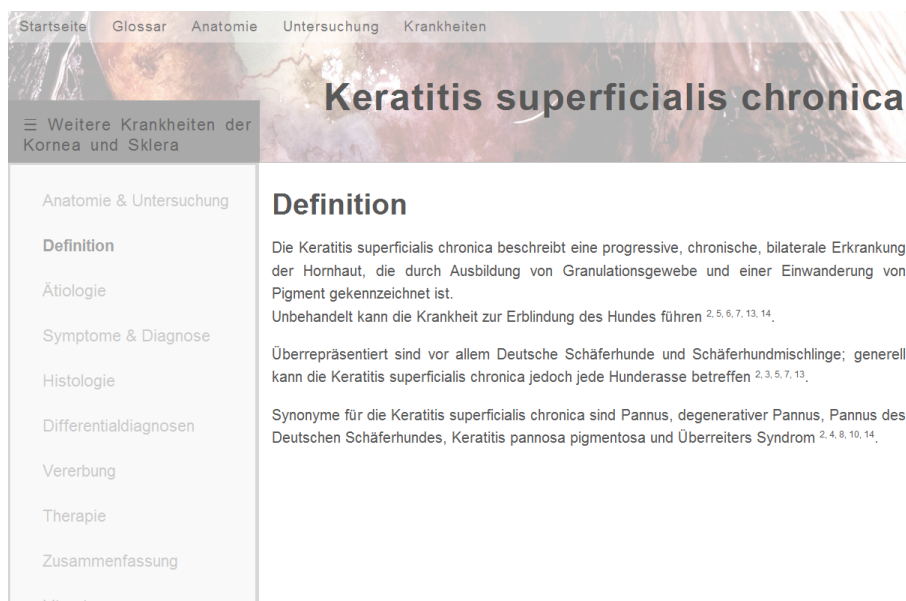 Startseite Glossar Anatomie Untersuchung Krankheiten
Keratitis superficialis chronica
☰ Weitere Krankheiten der
Kornea und Sklera
Anatomie & Untersuchung
Definition
Ätiologie
Symptome & Diagnose
Histologie
Differentialdiagnosen
Vererbung
Therapie
Zusammenfassung
Definition
Die Keratitis superficialis chronica beschreibt eine progressive, chronische, bilaterale Erkrankung
der Hornhaut, die durch Ausbildung von Granulationsgewebe und einer Einwanderung von
Pigment gekennzeichnet ist.
Unbehandelt kann die Krankheit zur Erblindung des Hundes führen 2, 5, 6, 7, 13, 14.
Überrepräsentiert sind vor allem Deutsche Schäferhunde und Schäferhundmischlinge; generell
kann die Keratitis superficialis chronica jedoch jede Hunderasse betreffen 2, 3, 5, 7, 13.
Synonyme für die Keratitis superficialis chronica sind Pannus, degenerativer Pannus, Pannus des
Deutschen Schäferhundes, Keratitis pannosa pigmentosa und Überreiters Syndrom 2, 4, 8, 10, 14.